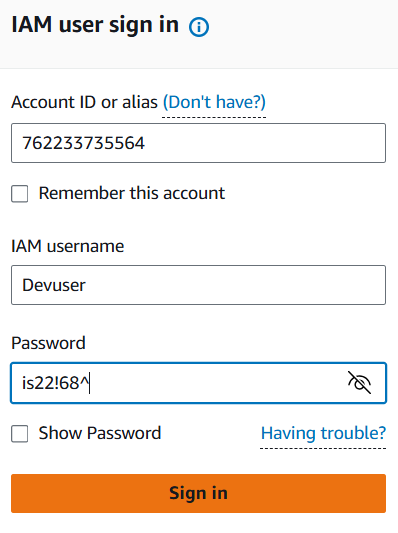 IAM user sign in
Account ID or alias (Don't have?)
762233735564
Remember this account
IAM username
Devuser
Password
is22!68^
Show Password
Having trouble?
Sign in